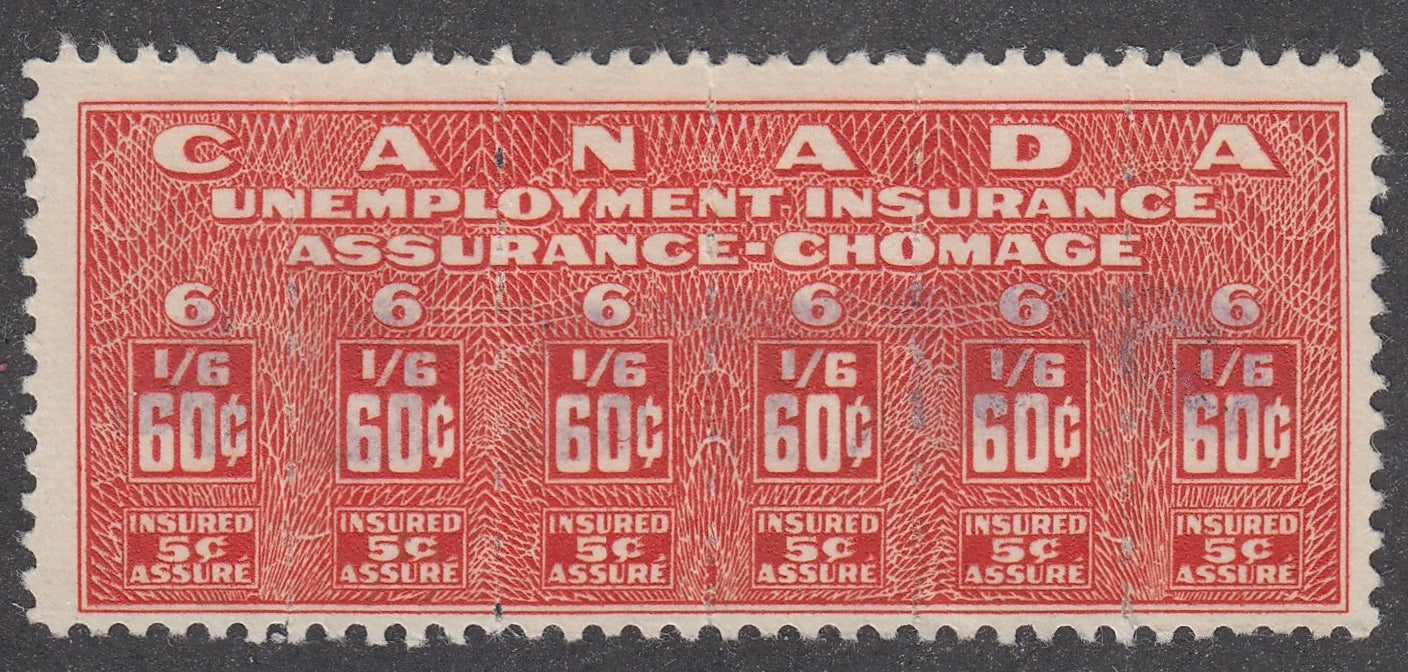 CANADA
UNEMPLOYMENT INSURANCE
ASSURANCE-CHOMAGE
6 6 6 6 6 6
1/6 1/6 1/6 1/6 1/6 1/6
60¢ 60¢ 60¢ 60¢ 60¢ 60¢
INSURED INSURED INSURED INSURED INSURED INSURED
5¢ 5¢ 5¢ 5¢ 5¢ 5¢
ASSURÉ ASSURÉ ASSURÉ ASSURÉ ASSURÉ ASSURÉ